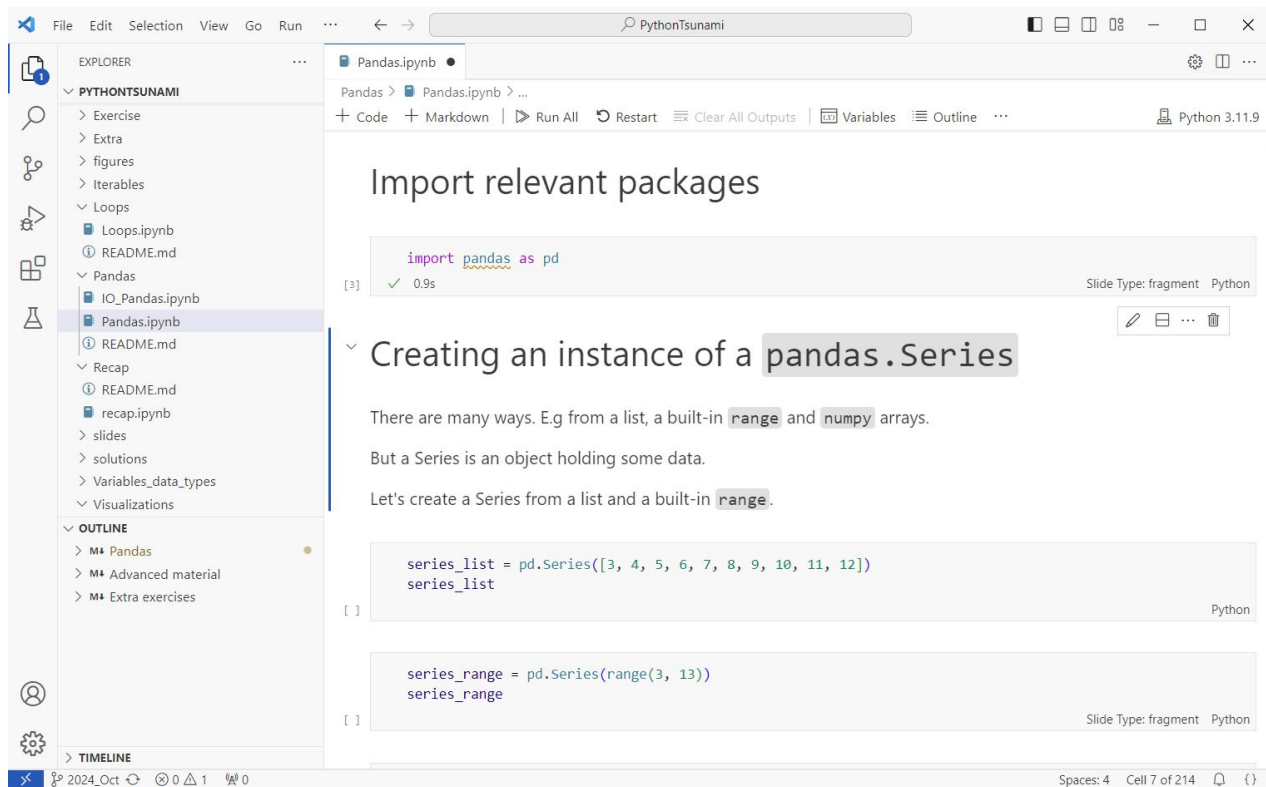 File Edit Selection View Go Run ··· PythonTsunami
EXPLORER ···
PYTHONTSUNAMI
Exercise
Extra
figures
Iterables
Loops
Loops.ipynb
README.md
Pandas
IO_Pandas.ipynb
Pandas.ipynb
README.md
Recap
README.md
recap.ipynb
slides
solutions
Variables_data_types
Visualizations
OUTLINE
M↓ Pandas
M↓ Advanced material
M↓ Extra exercises
TIMELINE
Pandas.ipynb ●
Pandas > Pandas.ipynb > ...
+ Code + Markdown Run All Restart Clear All Outputs Variables Outline ··· Python 3.11.9
Import relevant packages
import pandas as pd
[3] ✓ 0.9s Slide Type: fragment Python
Creating an instance of a pandas.Series
There are many ways. E.g from a list, a built-in range and numpy arrays.
But a Series is an object holding some data.
Let's create a Series from a list and a built-in range.
series_list = pd.Series([3, 4, 5, 6, 7, 8, 9, 10, 11, 12])
series_list
[ ] Python
series_range = pd.Series(range(3, 13))
series_range
[ ] Slide Type: fragment Python
1
2024_Oct 0 1 0 Spaces: 4 Cell 7 of 214 {}